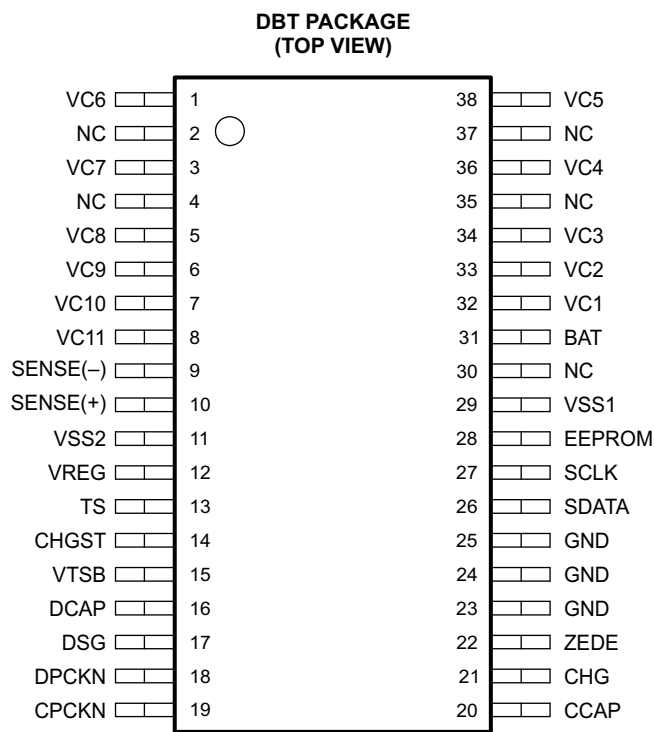 DBT PACKAGE
(TOP VIEW)
VC6 1 38 VC5
NC 2 37 NC
VC7 3 36 VC4
NC 4 35 NC
VC8 5 34 VC3
VC9 6 33 VC2
VC10 7 32 VC1
VC11 8 31 BAT
SENSE(–) 9 30 NC
SENSE(+) 10 29 VSS1
VSS2 11 28 EEPROM
VREG 12 27 SCLK
TS 13 26 SDATA
CHGST 14 25 GND
VTSB 15 24 GND
DCAP 16 23 GND
DSG 17 22 ZEDE
DPCKN 18 21 CHG
CPCKN 19 20 CCAP